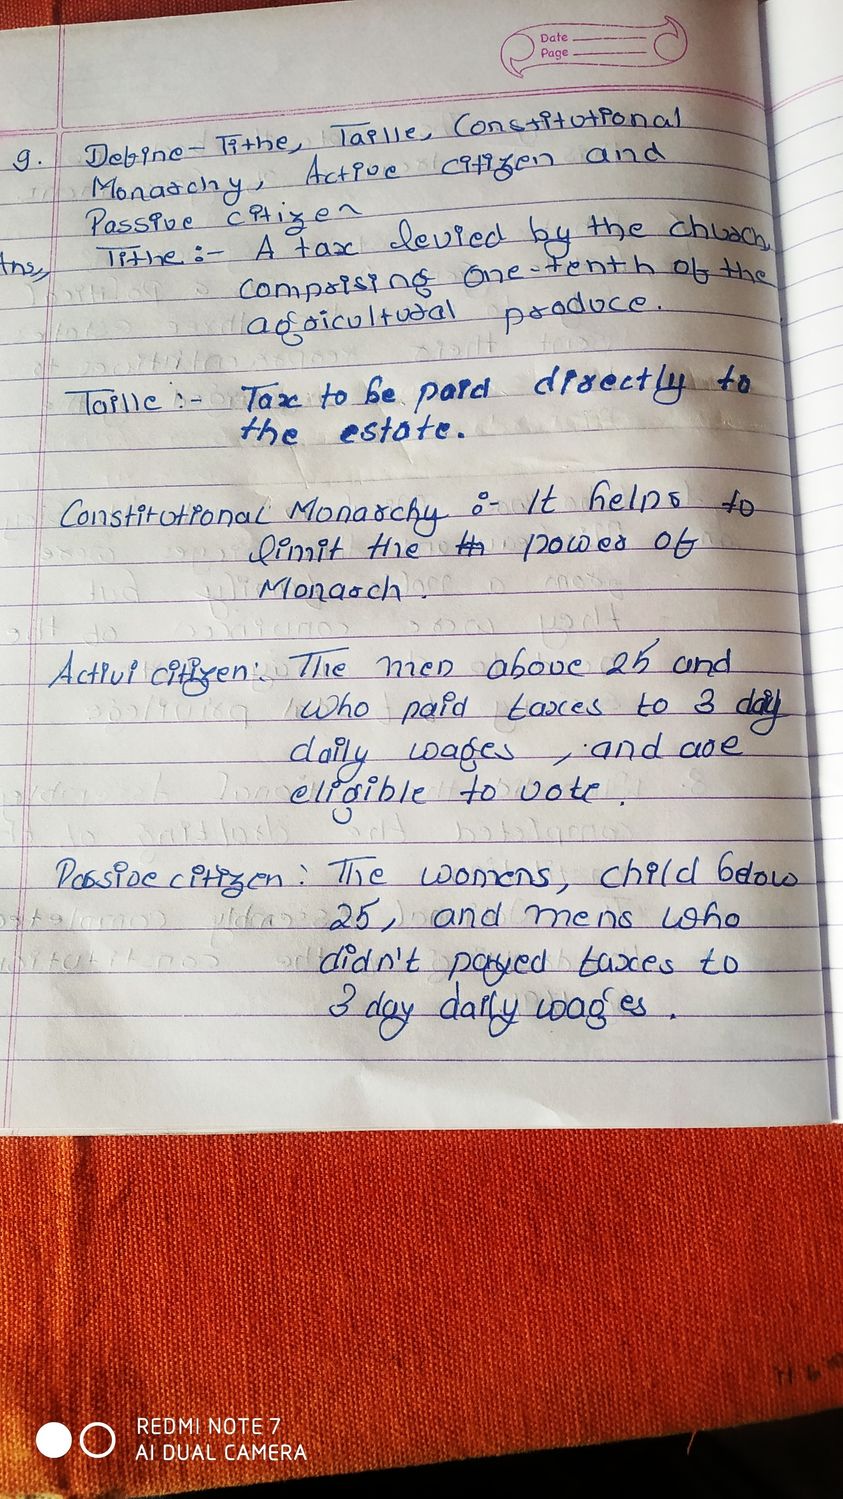 Date
Page
9. Define- Tithe, Taille, Constitutional
Monarchy, Active citizen and
Passive citizen
Ans, Tithe :- A tax levied by the church,
comprising one-tenth of the
agricultural produce.
Taille :- Tax to be paid directly to
the estate.
Constitutional Monarchy :- It helps to
limit the th power of
Monarch.
Activi citizen: The men above 25 and
who paid taxes to 3 day
daily wages, and are
eligible to vote.
Passive citizen: The womens, child below
25, and mens who
didn't payed taxes to
3 day daily wages.
REDMI NOTE 7
AI DUAL CAMERA